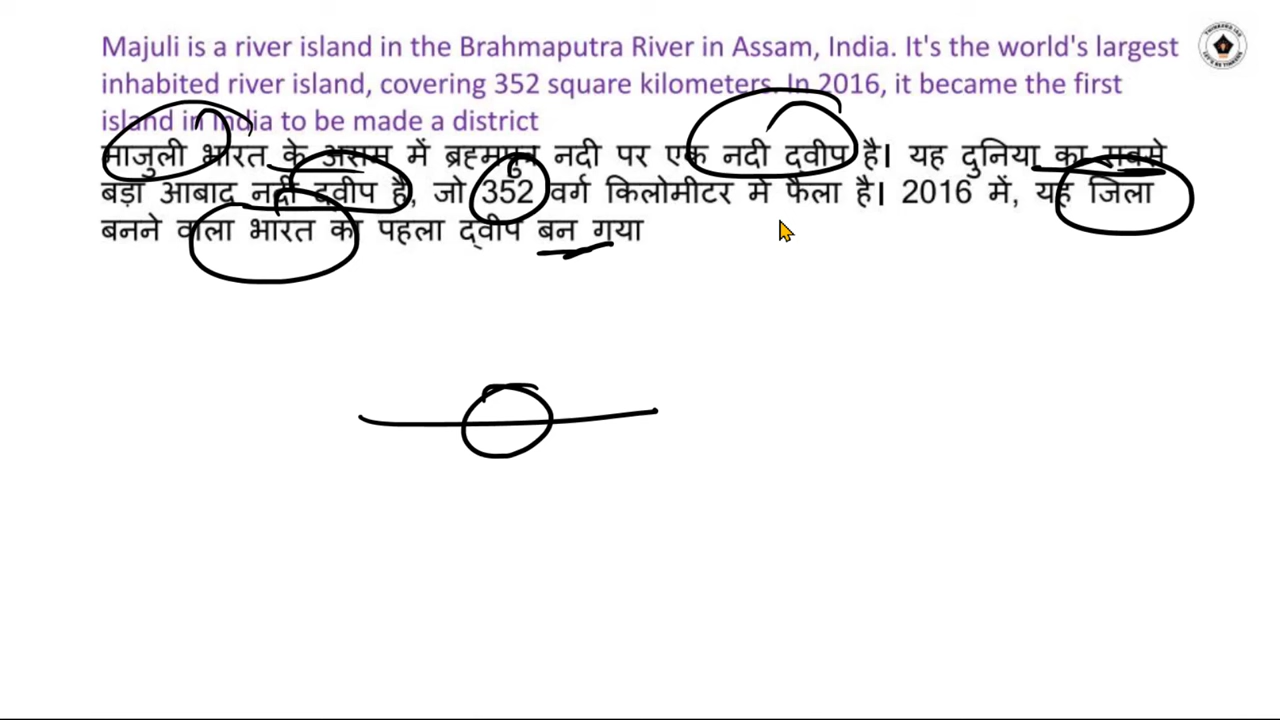 Majuli is a river island in the Brahmaputra River in Assam, India. It's the world's largest
inhabited river island, covering 352 square kilometers. In 2016, it became the first
island in India to be made a district
माजुली भारत के असम में ब्रह्मपुत्र नदी पर एक नदी द्वीप है। यह दुनिया का सबसे
बड़ा आबाद नदी द्वीप है, जो 352 वर्ग किलोमीटर में फैला है। 2016 में, यह जिला
बनने वाला भारत का पहला द्वीप बन गया